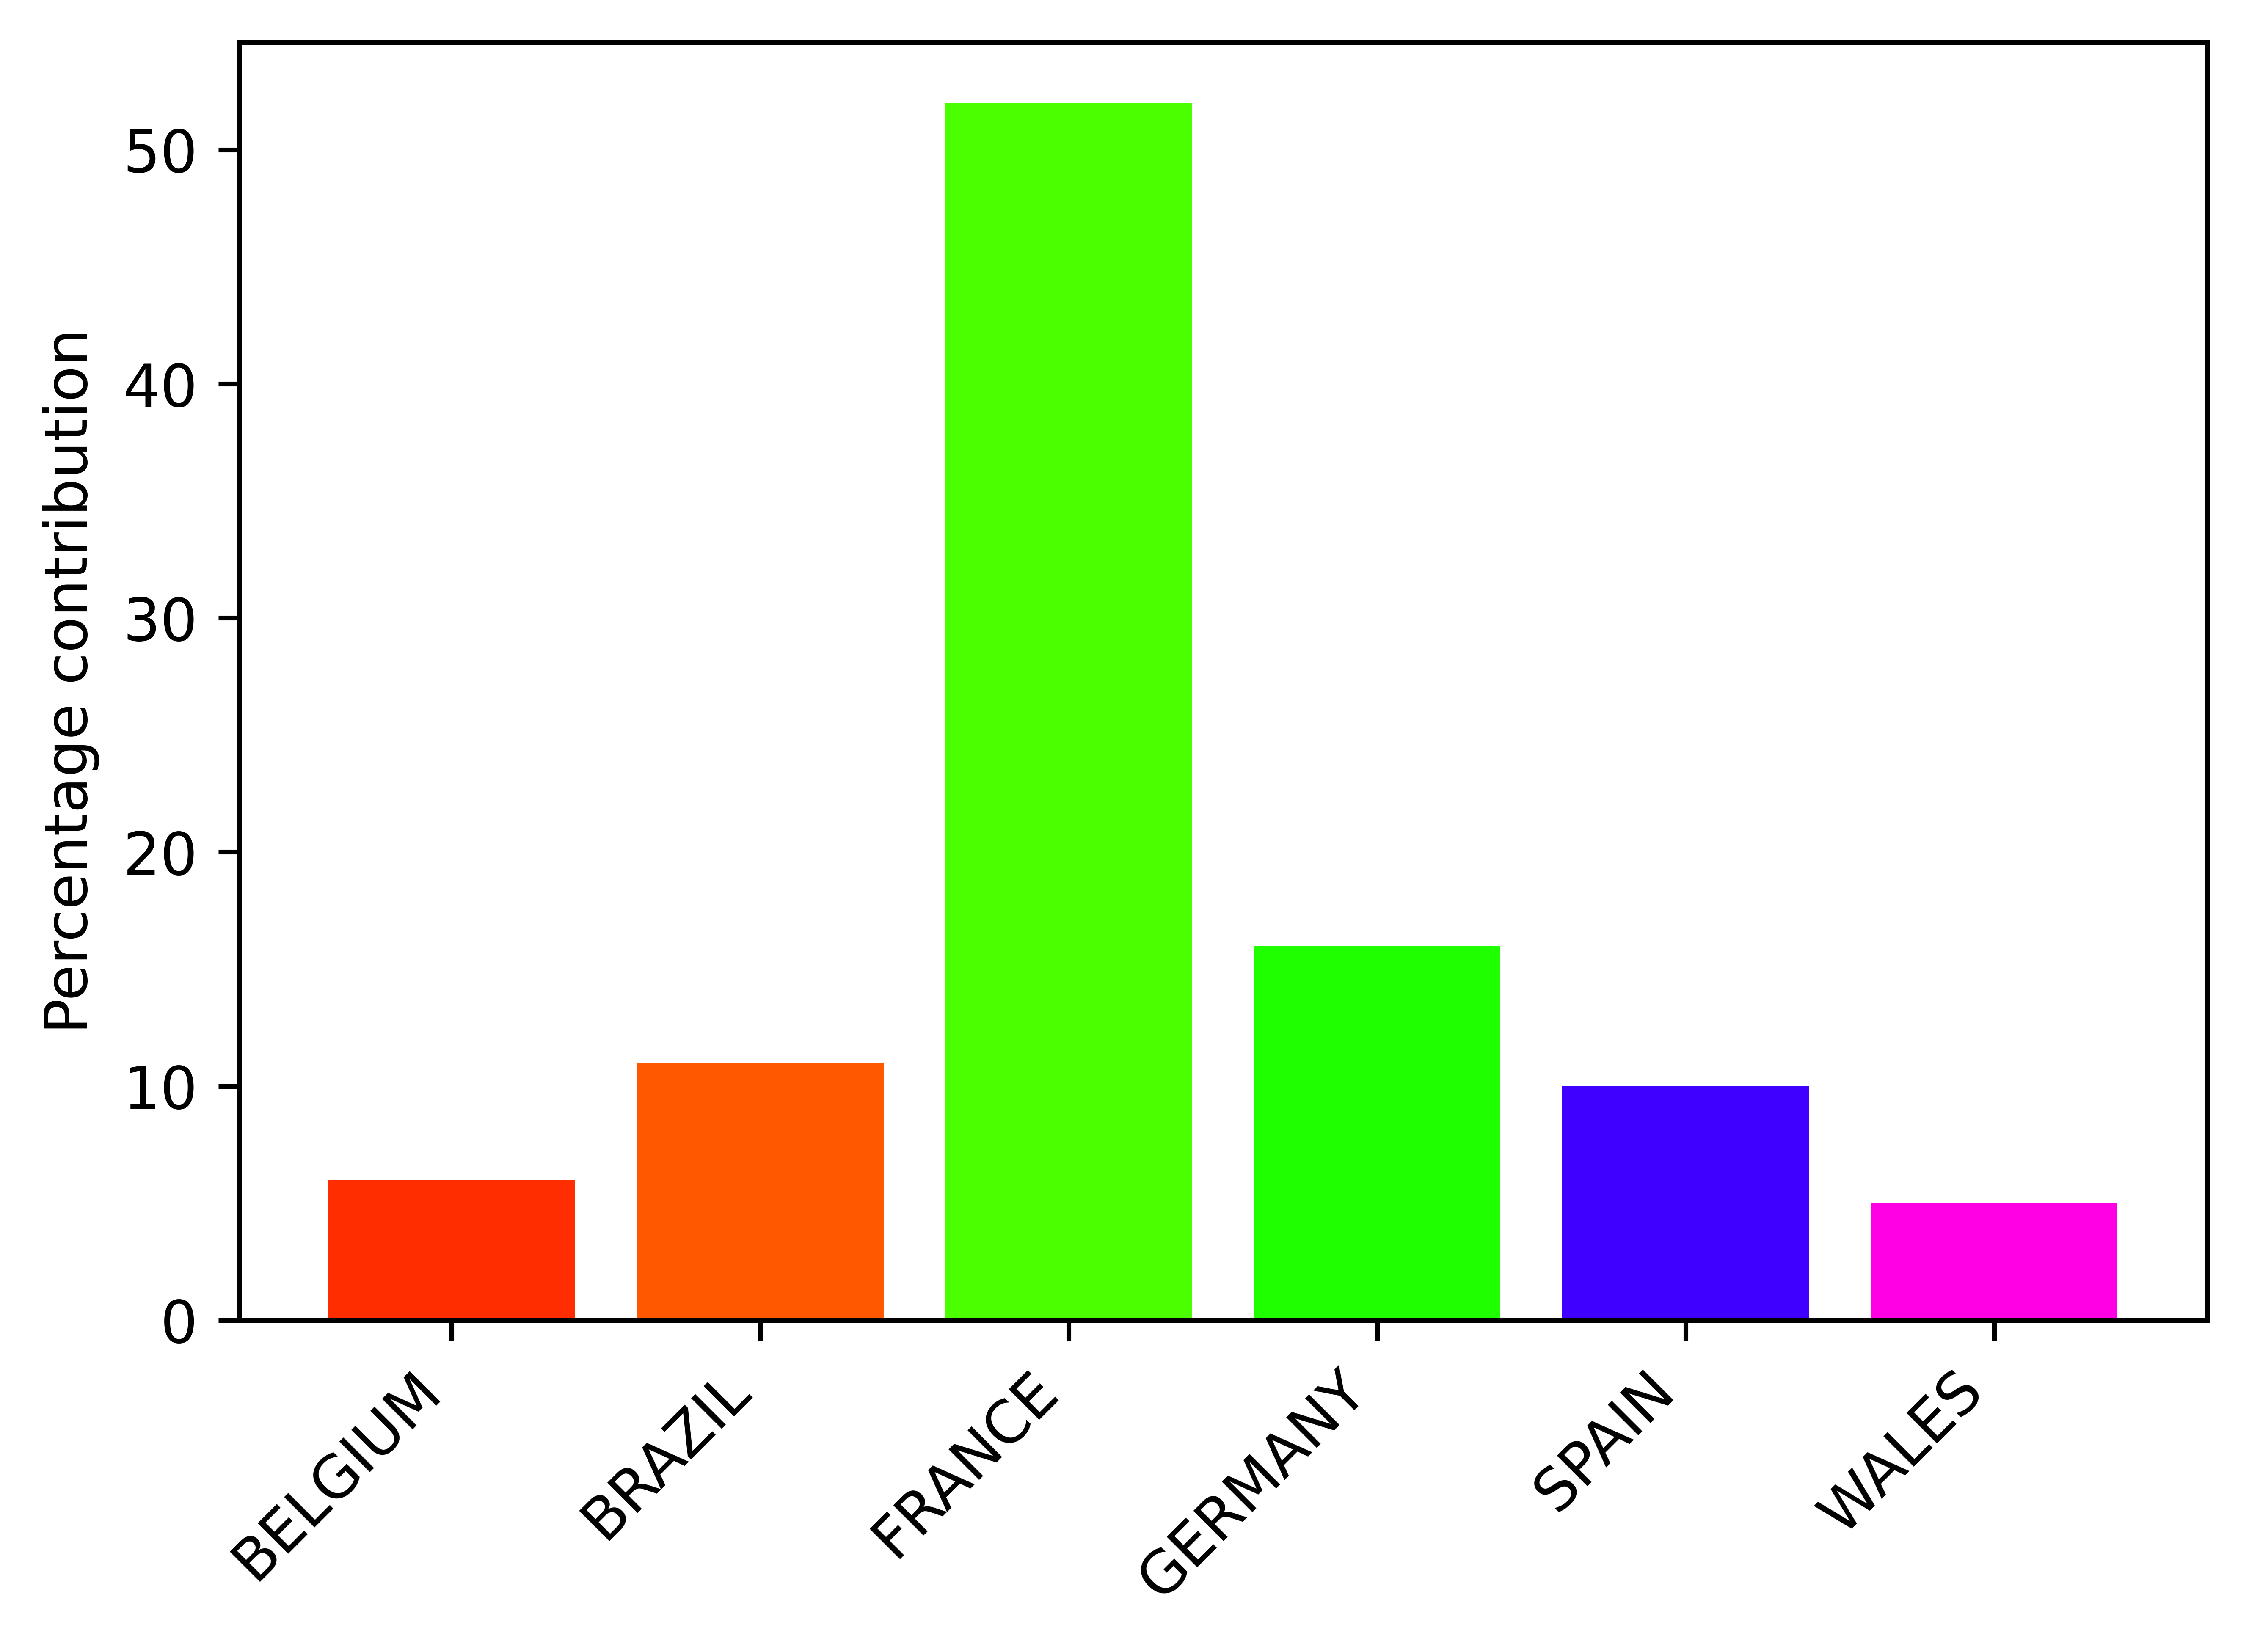 Percentage contribution
50
40
30
20
10
0
BELGIUM
BRAZIL
FRANCE
GERMANY
SPAIN
WALES